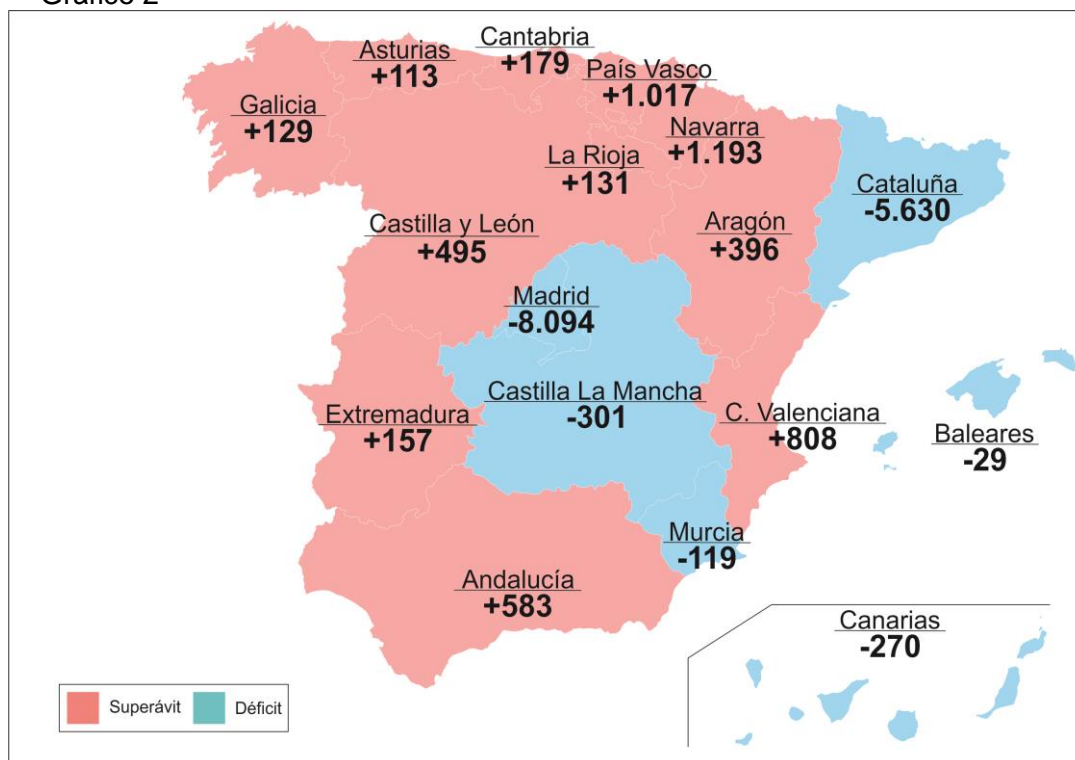 Gráfico 2
Cantabria
+179
Asturias
+113
País Vasco
+1.017
Galicia
+129
Navarra
+1.193
La Rioja
+131
Cataluña
-5.630
Castilla y León
+495
Aragón
+396
Madrid
-8.094
Castilla La Mancha
-301
Extremadura
+157
C. Valenciana
+808
Baleares
-29
Murcia
-119
Andalucía
+583
Canarias
-270
Superávit
Déficit